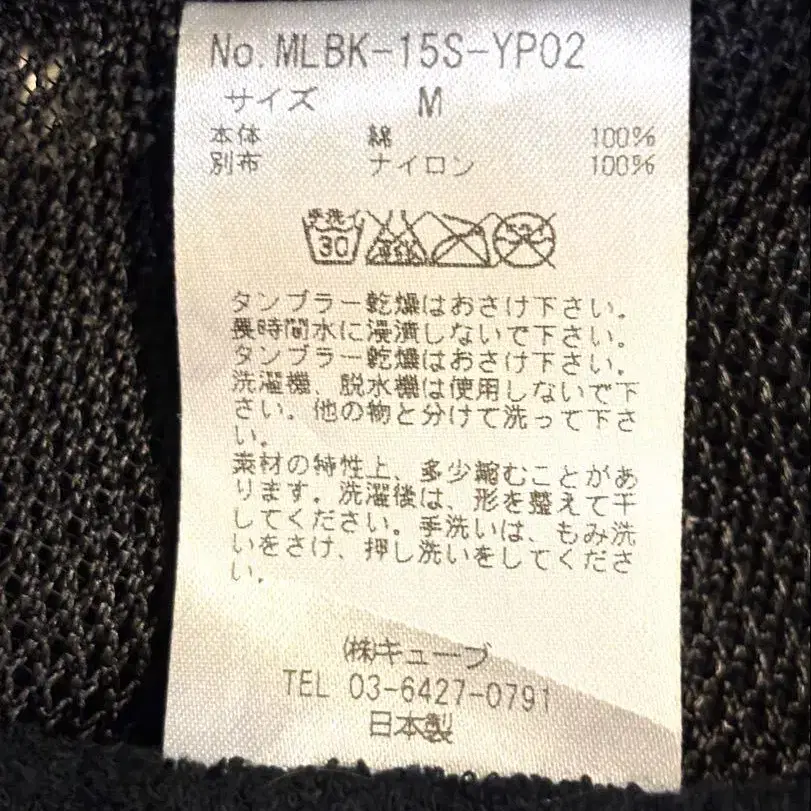 No.MLBK-15S-YP02
サイズ M
本体 綿 100%
別布 ナイロン 100%
手洗イ
30
タンブラー乾燥はおさけ下さい。
長時間水に浸漬しないで下さい。
タンブラー乾燥はおさけ下さい。
洗濯機、脱水機は使用しないで下
さい。他の物と分けて洗って下さ
い。
素材の特性上、多少縮むことがあ
ります。洗濯後は、形を整えて干
してください。手洗いは、もみ洗
いをさけ、押し洗いをしてくださ
い。
㈱キューブ
TEL 03-6427-0791
日本製